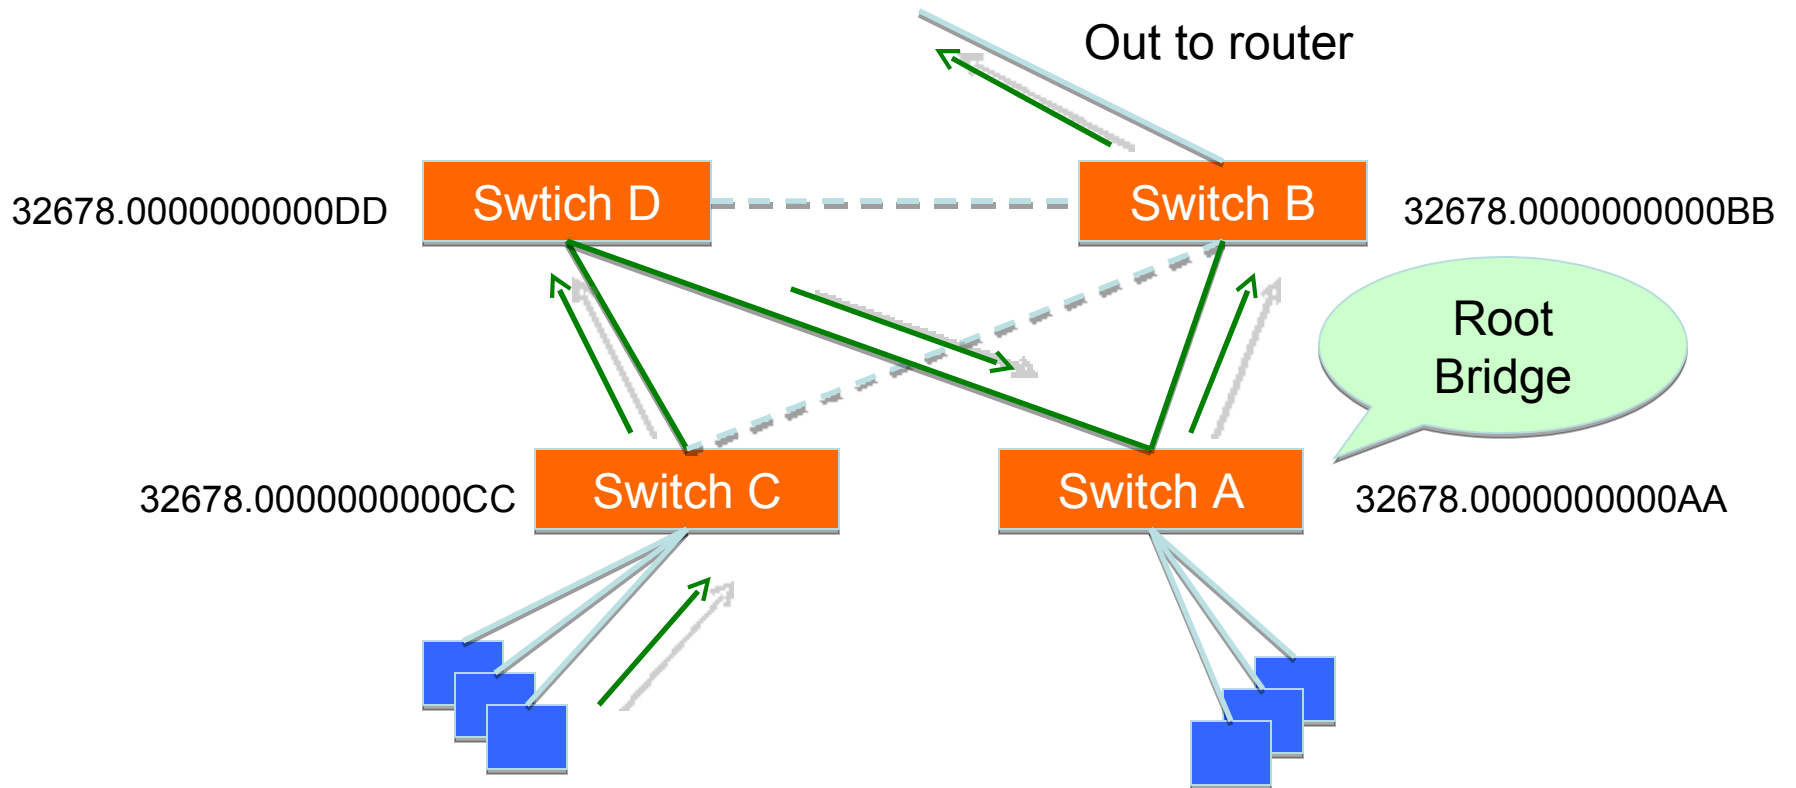 Out to router
32678.0000000000DD
Swtich D
Switch B
32678.0000000000BB
Root
Bridge
32678.0000000000CC
Switch C
Switch A
32678.0000000000AA